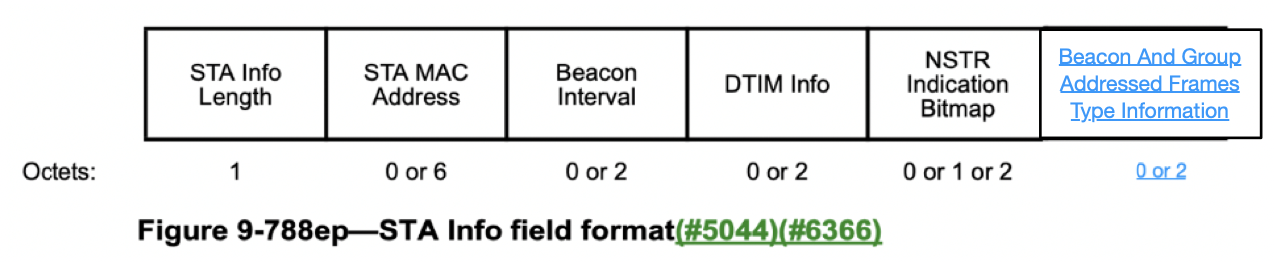 STA Info
Length
STA MAC
Address
Beacon
Interval
DTIM Info
NSTR
Indication
Bitmap
Beacon And Group
Addressed Frames
Type Information
Octets: 1 0 or 6 0 or 2 0 or 2 0 or 1 or 2 0 or 2
Figure 9-788ep—STA Info field format(#5044)(#6366)